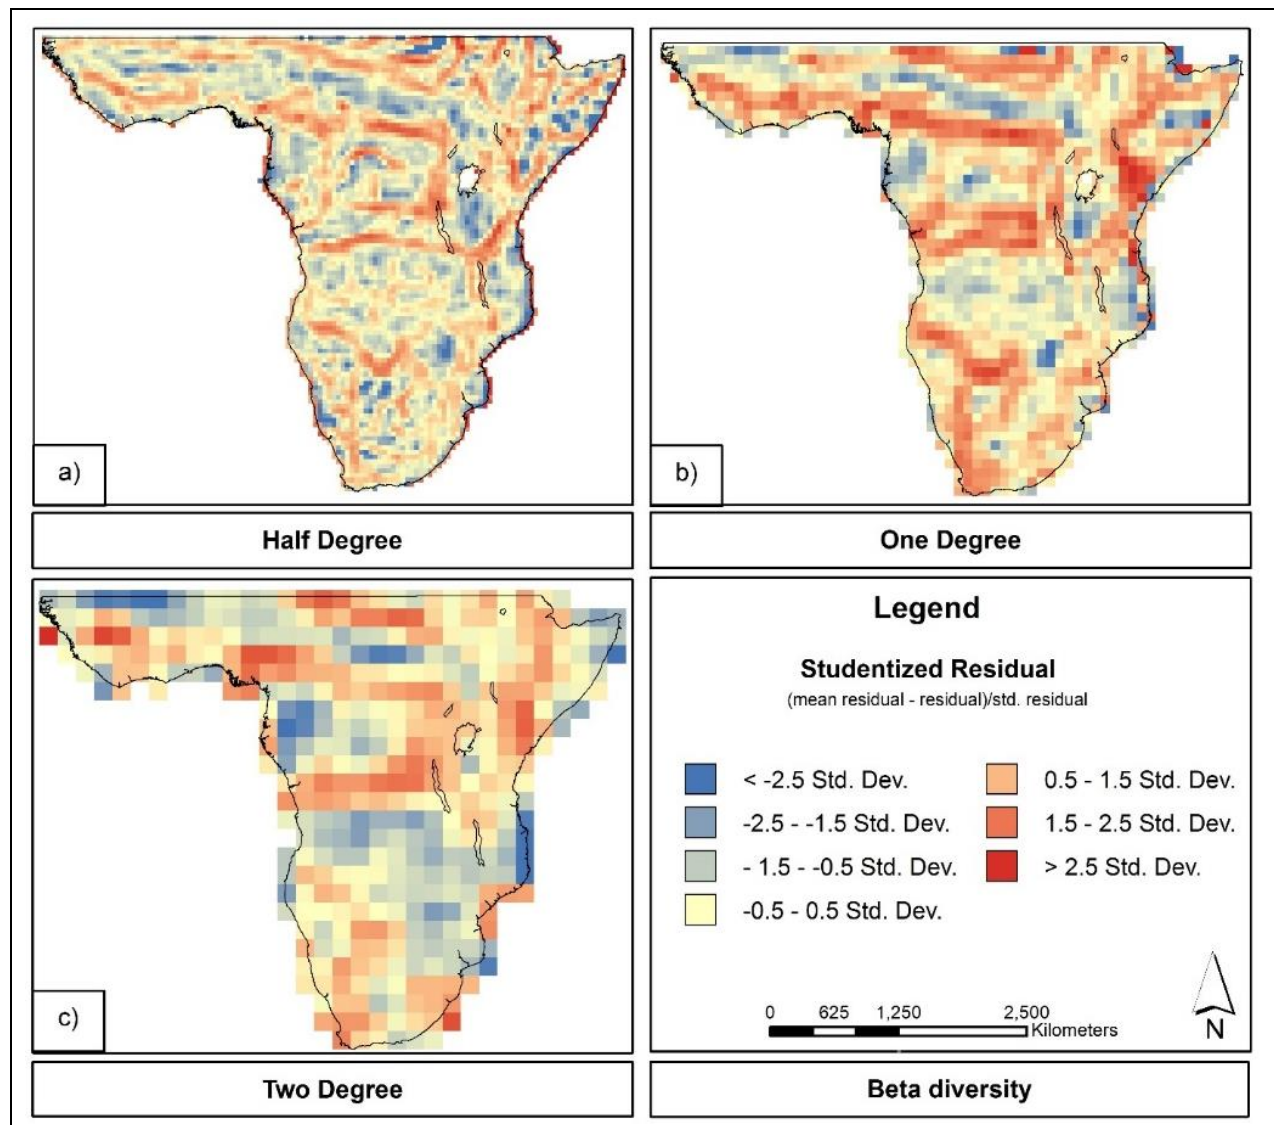 a)
Half Degree
b)
One Degree
c)
Two Degree
Legend
Studentized Residual
(mean residual - residual)/std. residual
< -2.5 Std. Dev.
-2.5 - -1.5 Std. Dev.
- 1.5 - -0.5 Std. Dev.
-0.5 - 0.5 Std. Dev.
0.5 - 1.5 Std. Dev.
1.5 - 2.5 Std. Dev.
> 2.5 Std. Dev.
0 625 1,250 2,500
Kilometers
N
Beta diversity